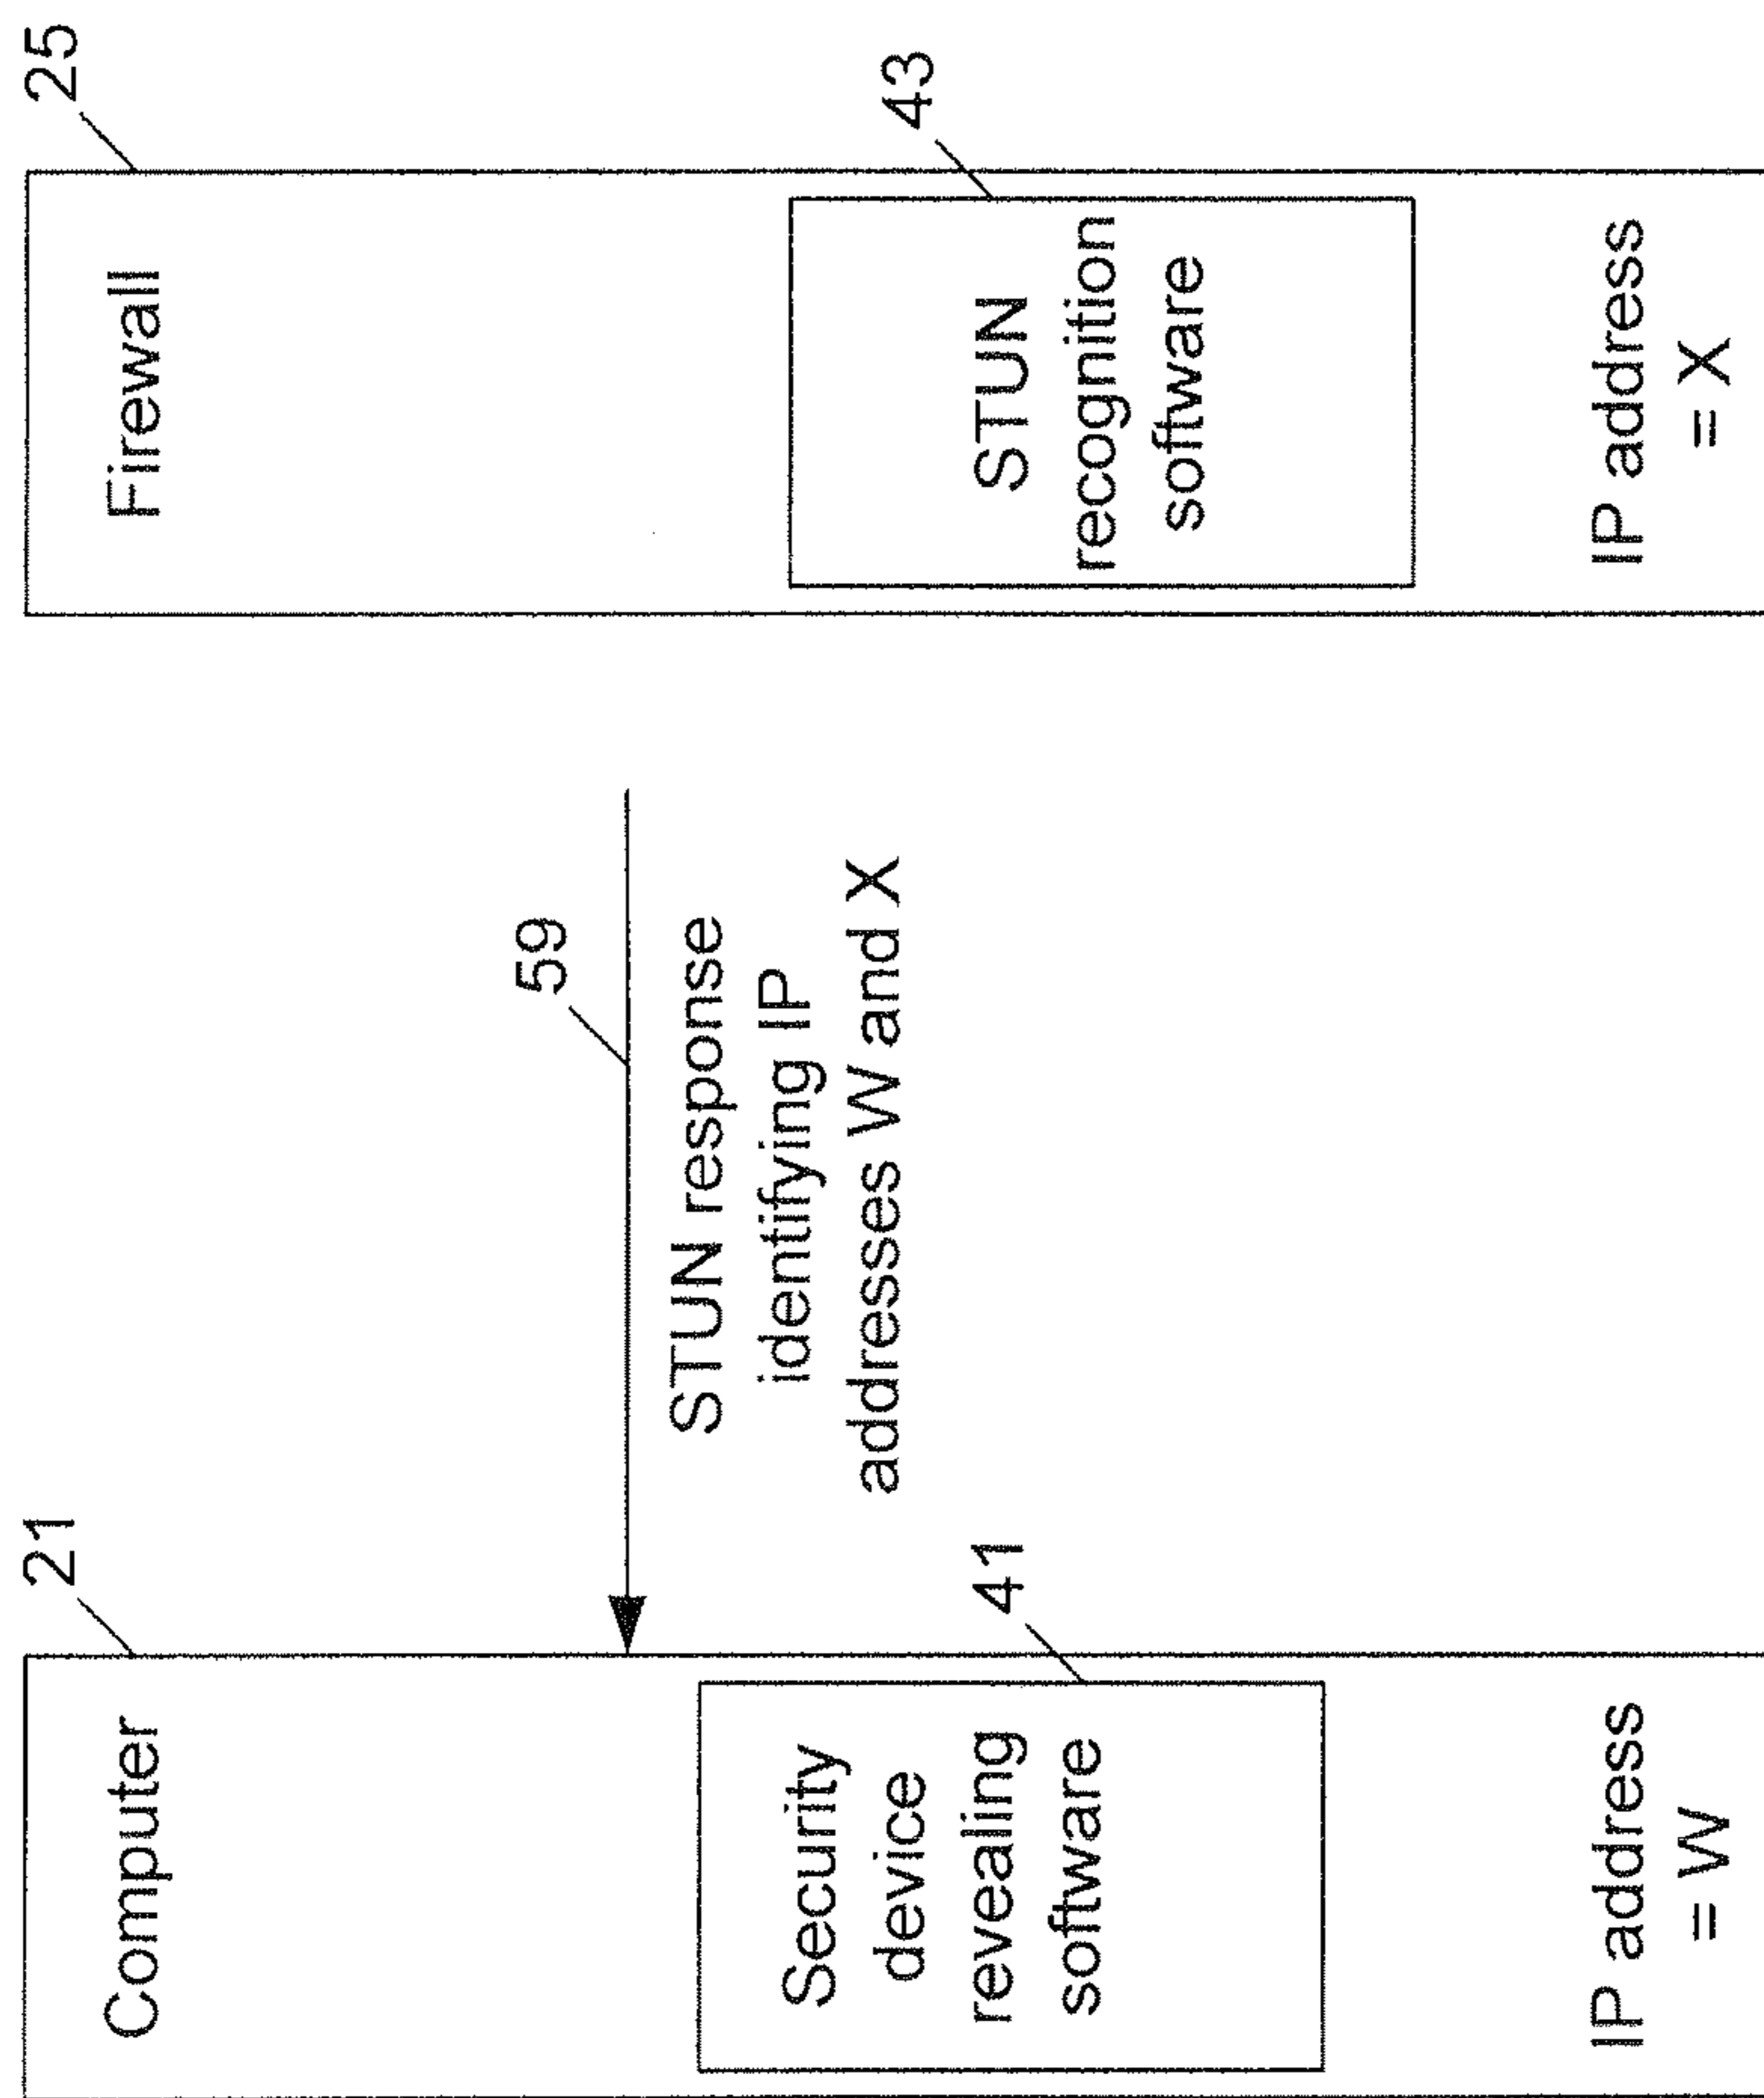 21
Computer
Security
device
revealing
software
41
IP address
= W
59
STUN response
identifying IP
addresses W and X
25
Firewall
43
STUN
recognition
software
IP address
= X